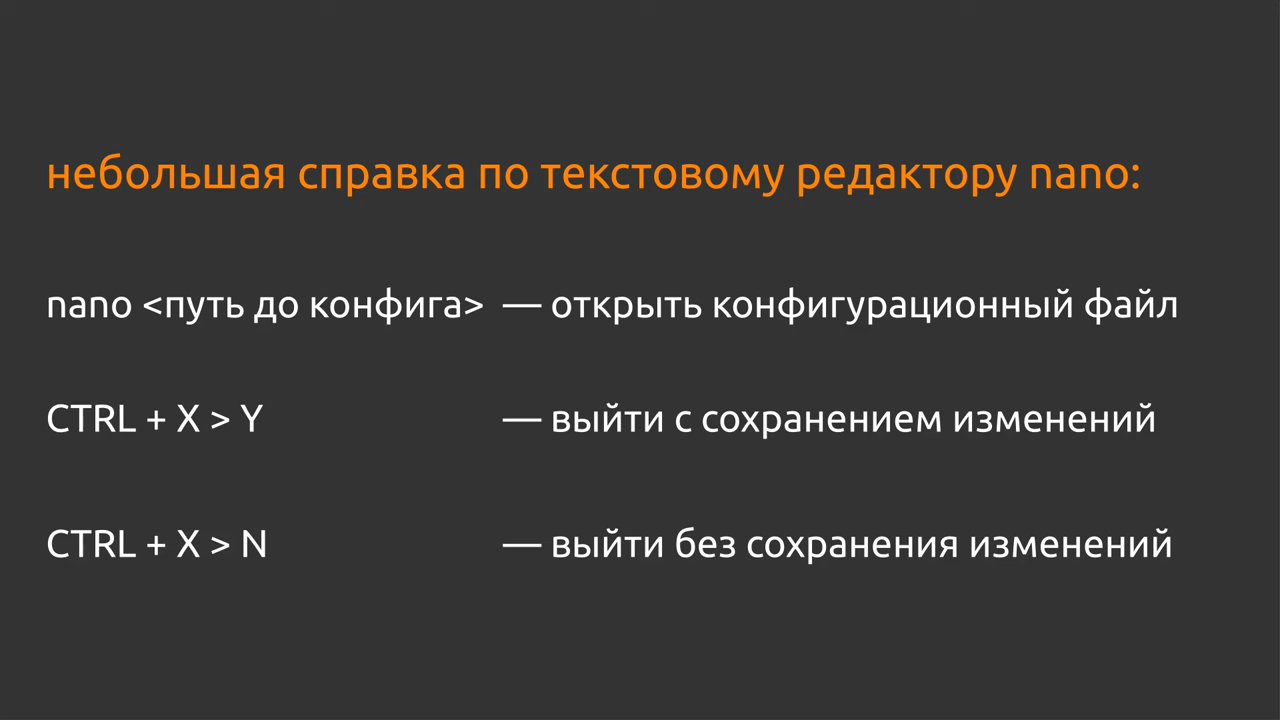 небольшая справка по текстовому редактору nano:
nano <путь до конфига> — открыть конфигурационный файл
CTRL + X > Y — выйти с сохранением изменений
CTRL + X > N — выйти без сохранения изменений